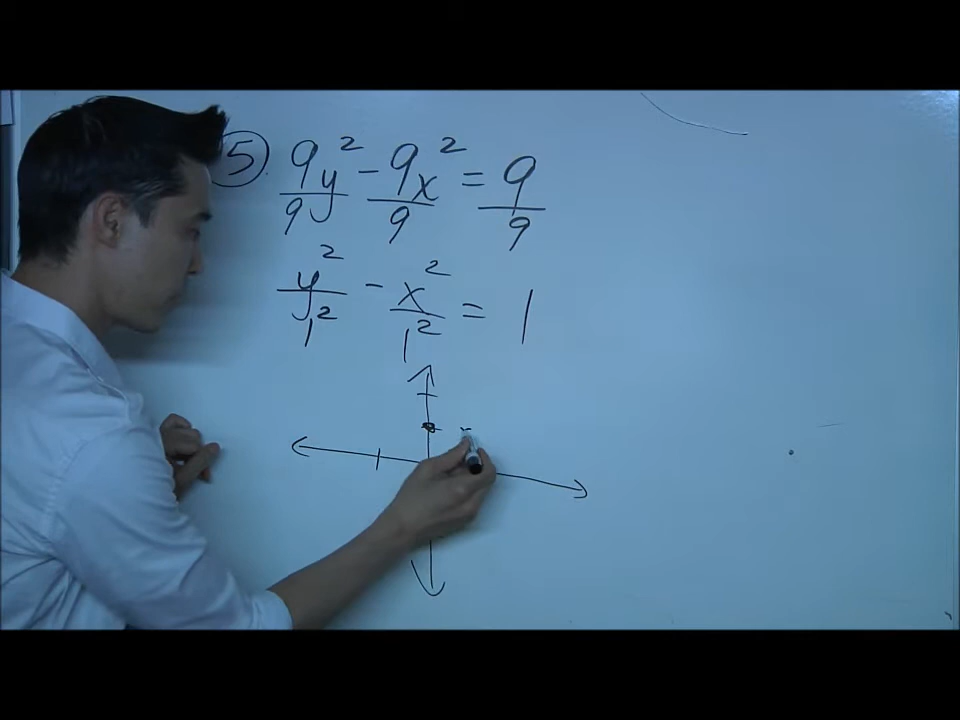 ⑤ 9y² - 9x² = 9
9 9 9
y² - x² = 1
1² 1²